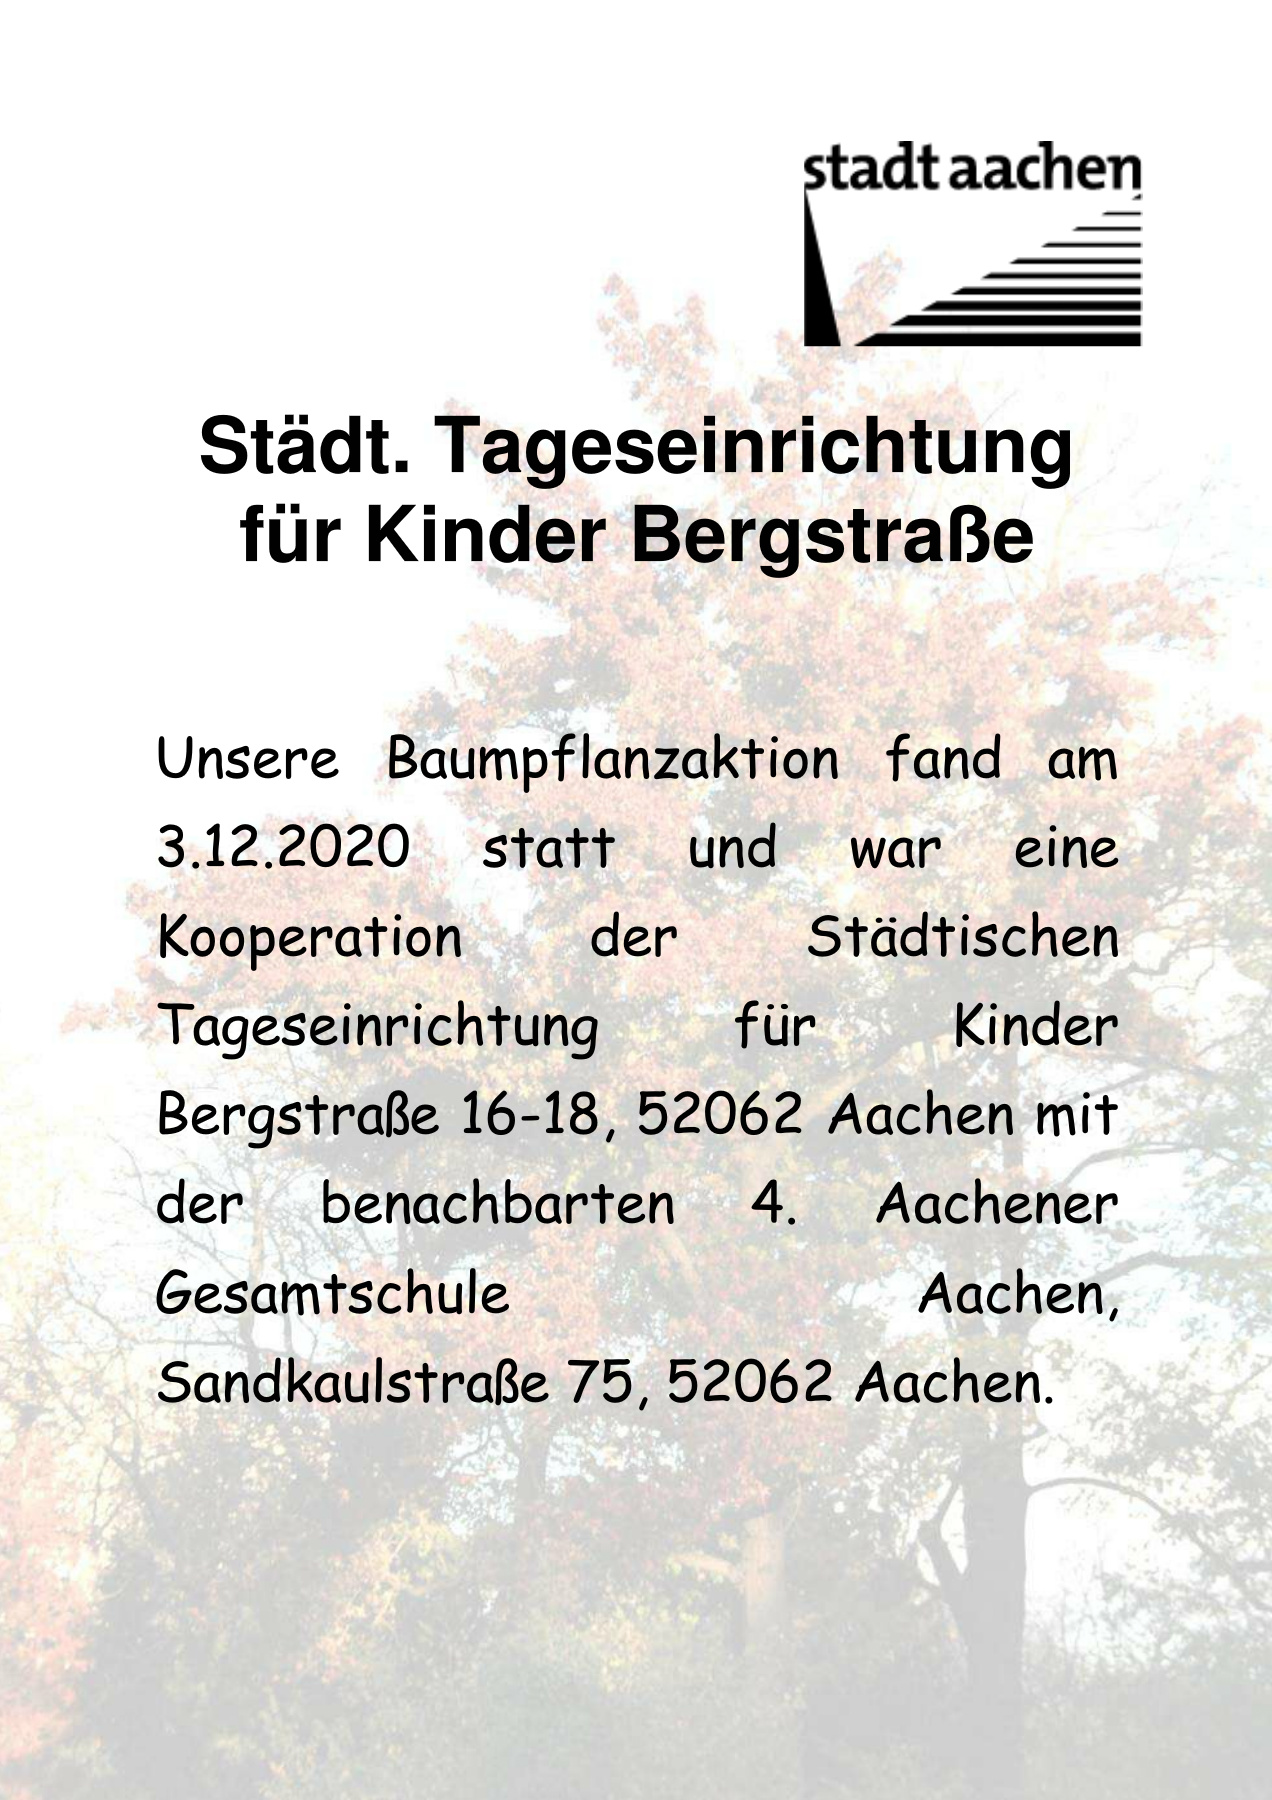 stadt aachen
Städt. Tageseinrichtung
für Kinder Bergstraße
Unsere Baumpflanzaktion fand am
3.12.2020 statt und war eine
Kooperation der Städtischen
Tageseinrichtung für Kinder
Bergstraße 16-18, 52062 Aachen mit
der benachbarten 4. Aachener
Gesamtschule Aachen,
Sandkaulstraße 75, 52062 Aachen.